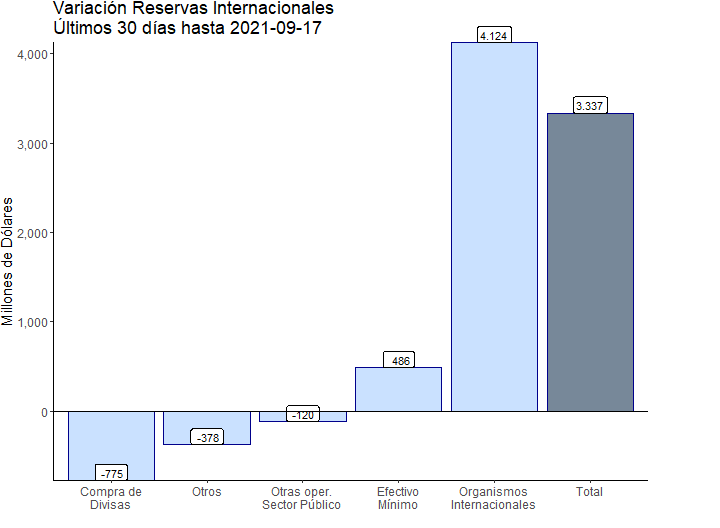 Variación Reservas Internacionales
Últimos 30 días hasta 2021-09-17
Millones de Dólares
4,000
3,000
2,000
1,000
0
-775
-378
-120
486
4.124
3.337
Compra de
Divisas
Otros
Otras oper.
Sector Público
Efectivo
Mínimo
Organismos
Internacionales
Total